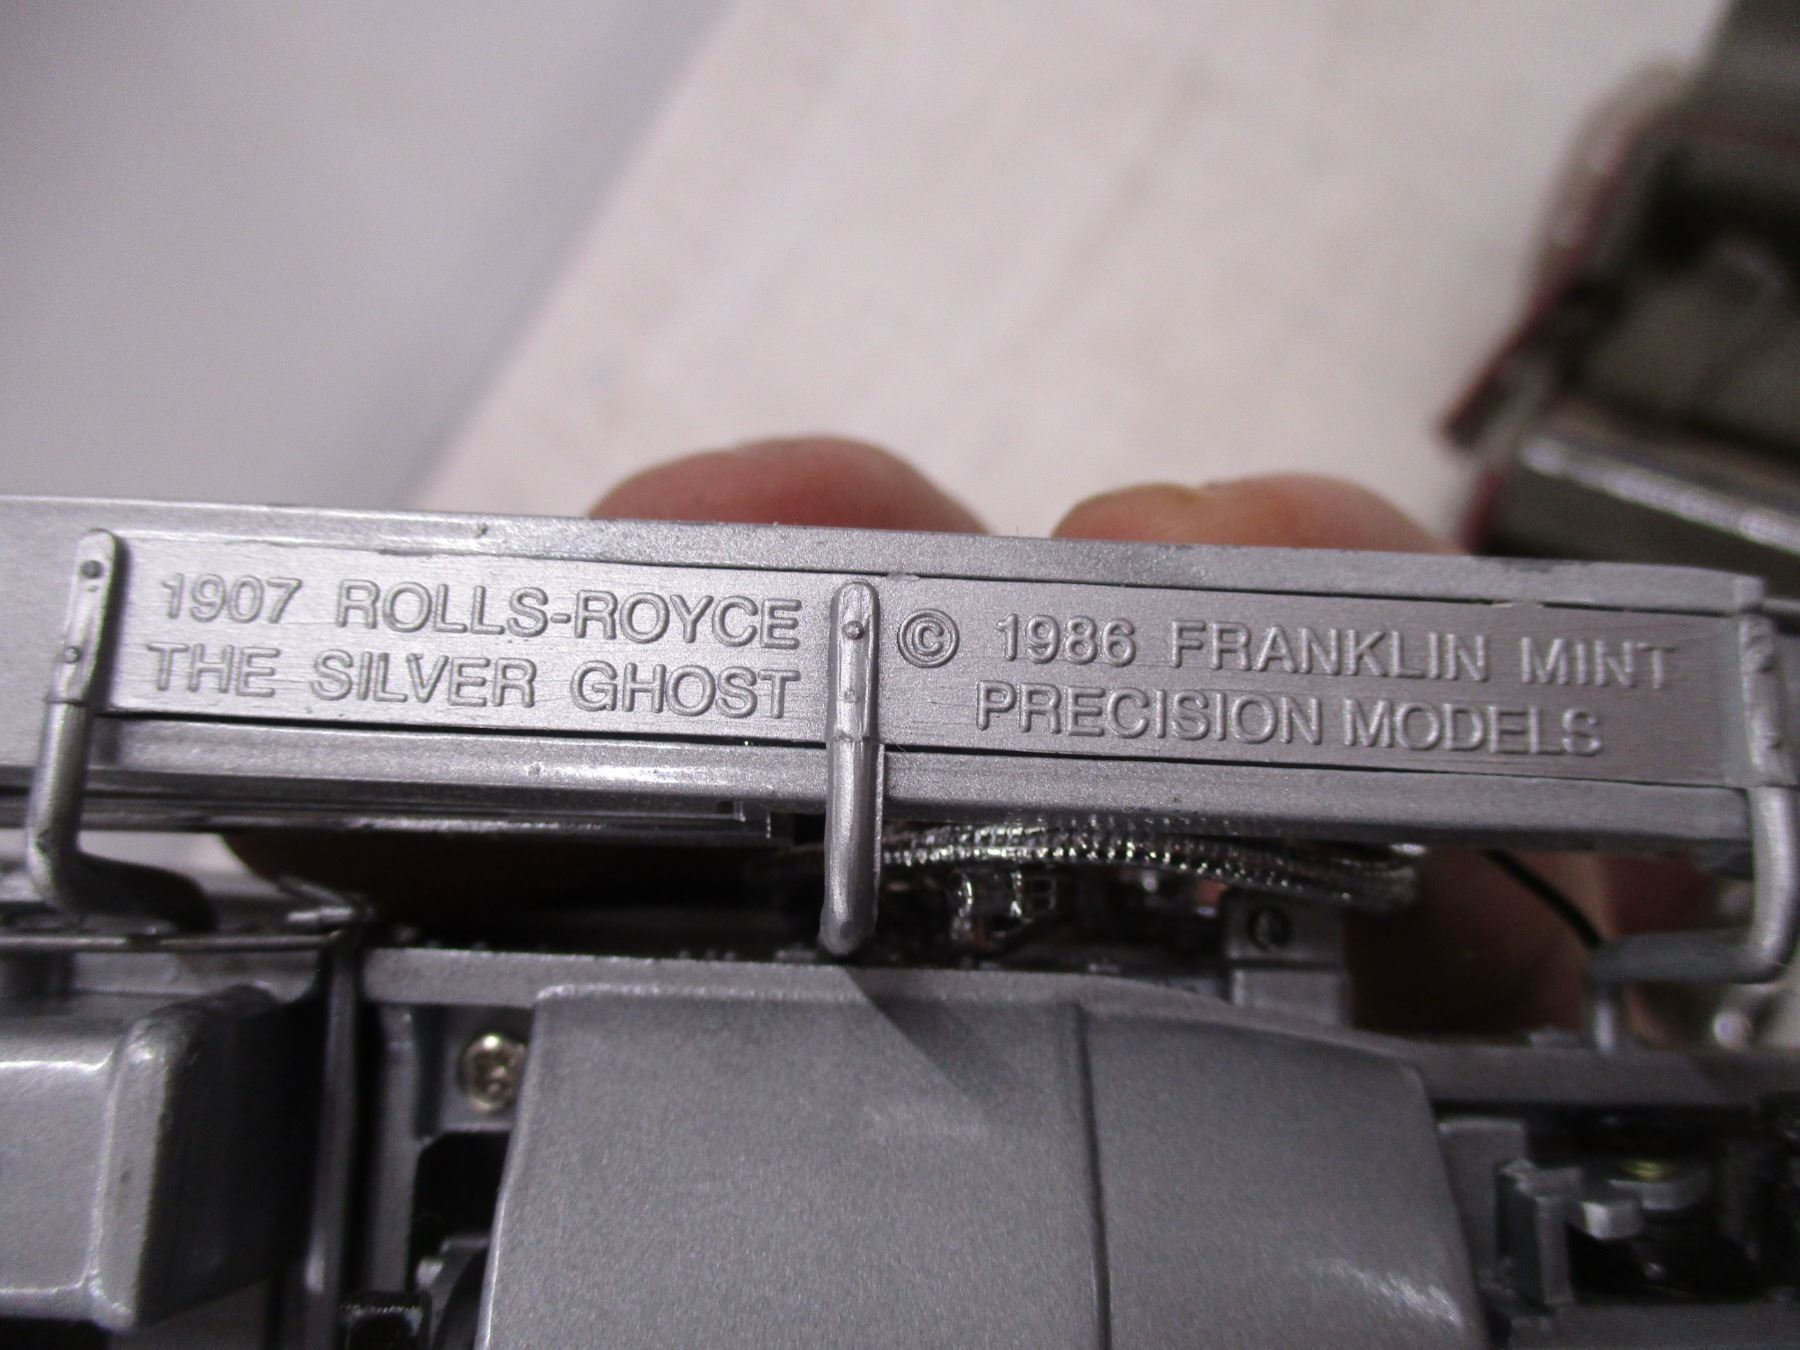 1907 ROLLS-ROYCE
THE SILVER GHOST
© 1986 FRANKLIN MINT
PRECISION MODELS